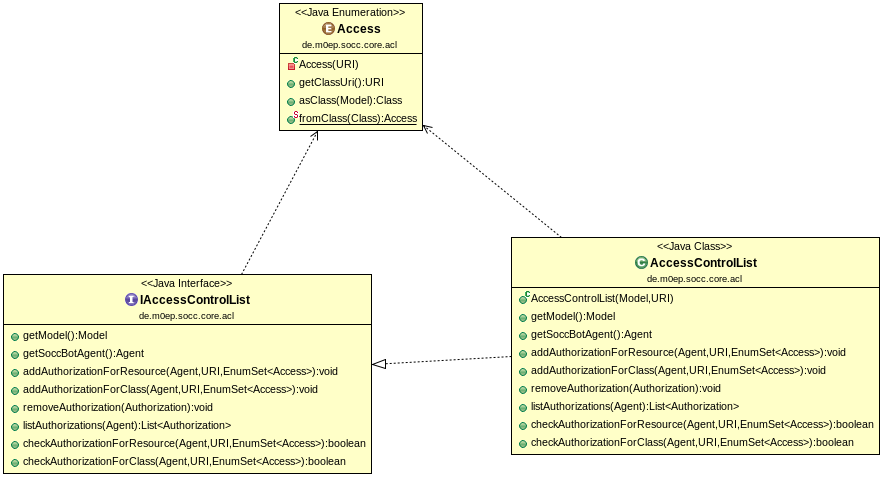 <<Java Enumeration>>
E Access
de.m0ep.socc.core.acl
C Access(URI)
getClassUri():URI
asClass(Model):Class
S fromClass(Class):Access
<<Java Interface>>
I IAccessControlList
de.m0ep.socc.core.acl
getModel():Model
getSoccBotAgent():Agent
addAuthorizationForResource(Agent,URI,EnumSet<Access>):void
addAuthorizationForClass(Agent,URI,EnumSet<Access>):void
removeAuthorization(Authorization):void
listAuthorizations(Agent):List<Authorization>
checkAuthorizationForResource(Agent,URI,EnumSet<Access>):boolean
checkAuthorizationForClass(Agent,URI,EnumSet<Access>):boolean
<<Java Class>>
C AccessControlList
de.m0ep.socc.core.acl
C AccessControlList(Model,URI)
getModel():Model
getSoccBotAgent():Agent
addAuthorizationForResource(Agent,URI,EnumSet<Access>):void
addAuthorizationForClass(Agent,URI,EnumSet<Access>):void
removeAuthorization(Authorization):void
listAuthorizations(Agent):List<Authorization>
checkAuthorizationForResource(Agent,URI,EnumSet<Access>):boolean
checkAuthorizationForClass(Agent,URI,EnumSet<Access>):boolean